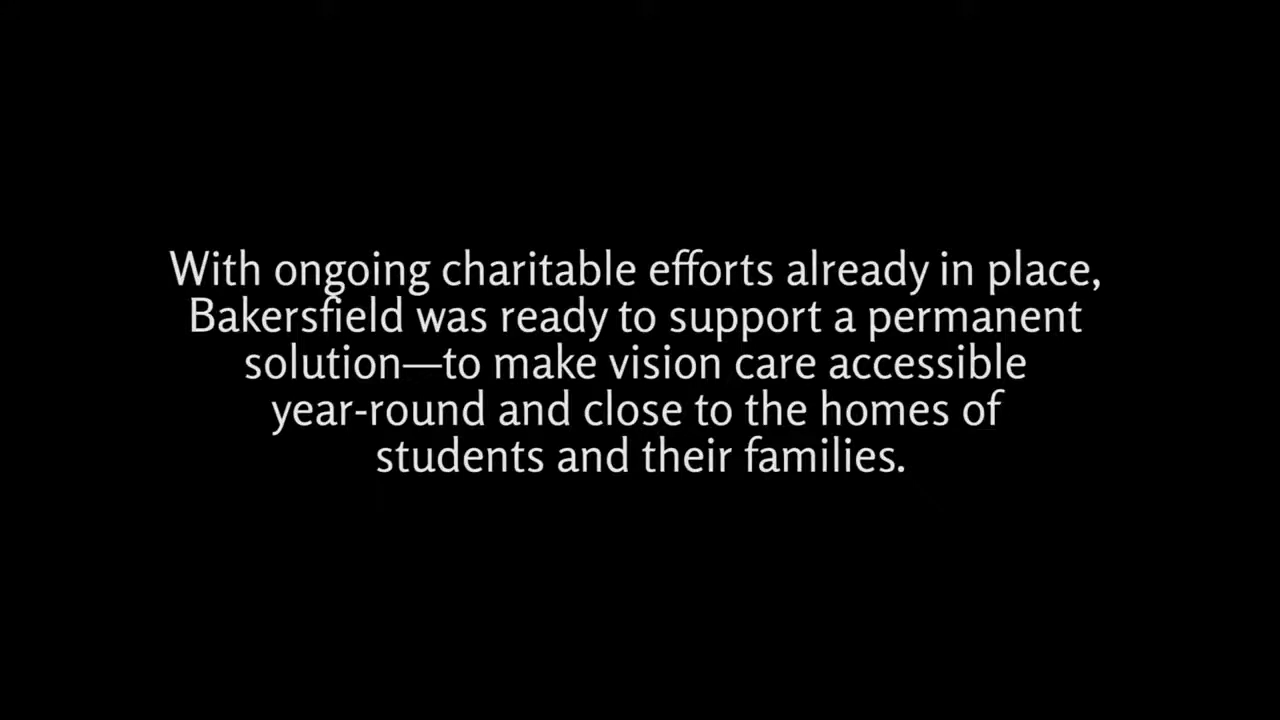 With ongoing charitable efforts already in place,
Bakersfield was ready to support a permanent
solution—to make vision care accessible
year-round and close to the homes of
students and their families.